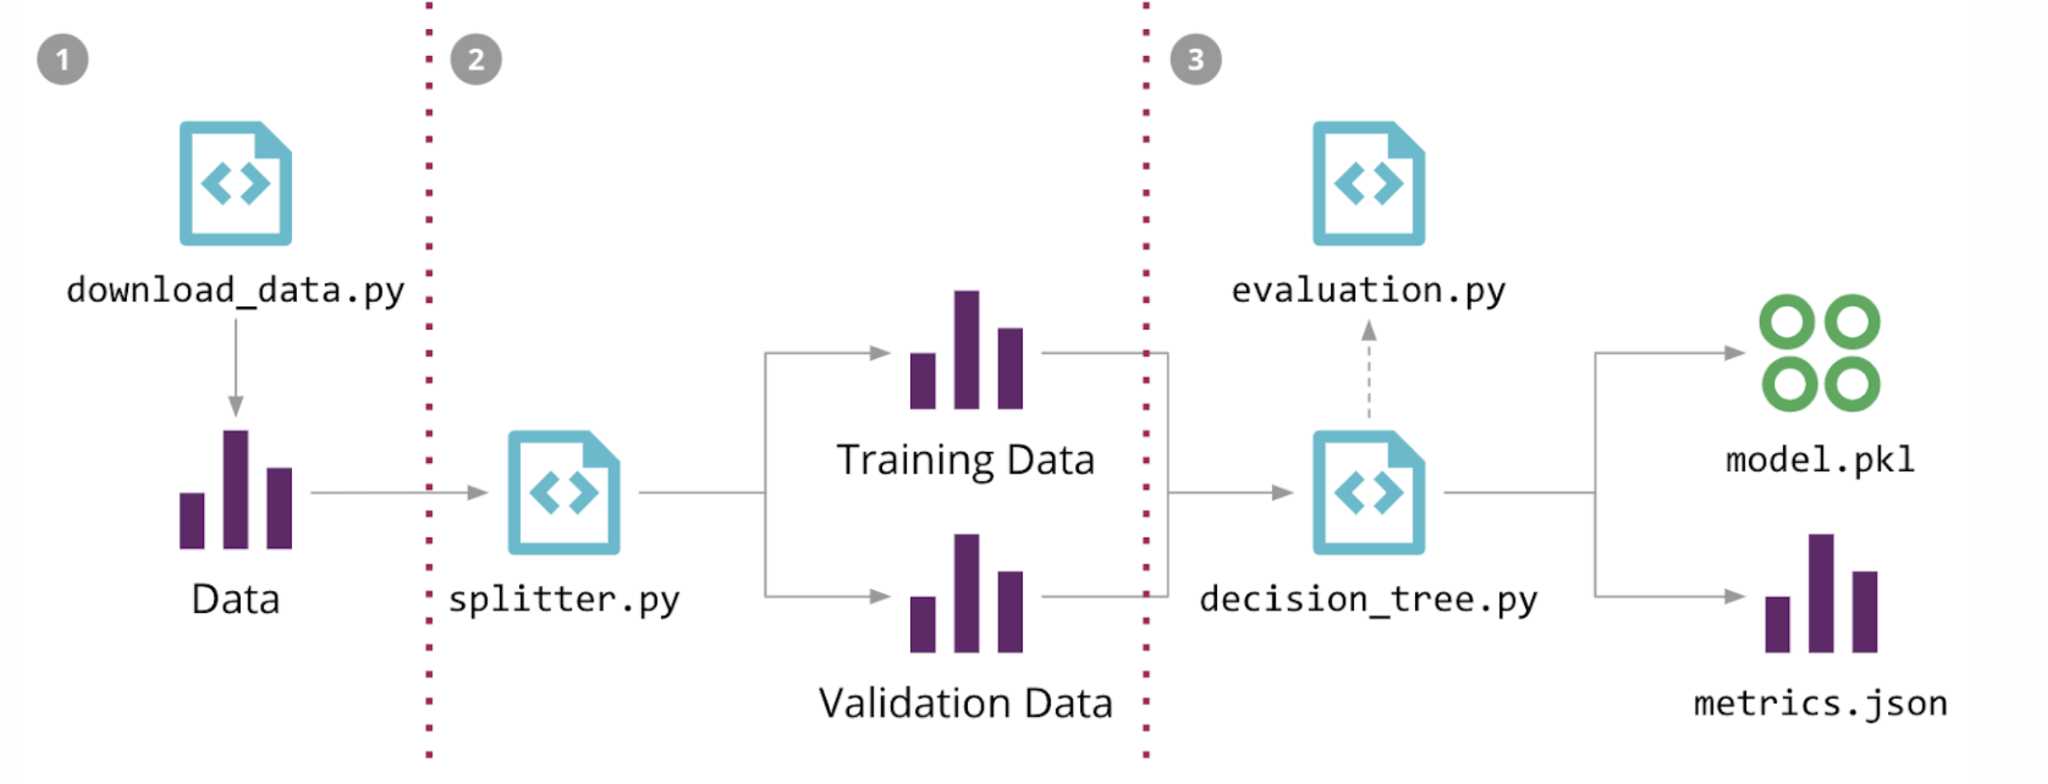 1
2
3
download_data.py
evaluation.py
Training Data
model.pkl
Data
splitter.py
decision_tree.py
Validation Data
metrics.json